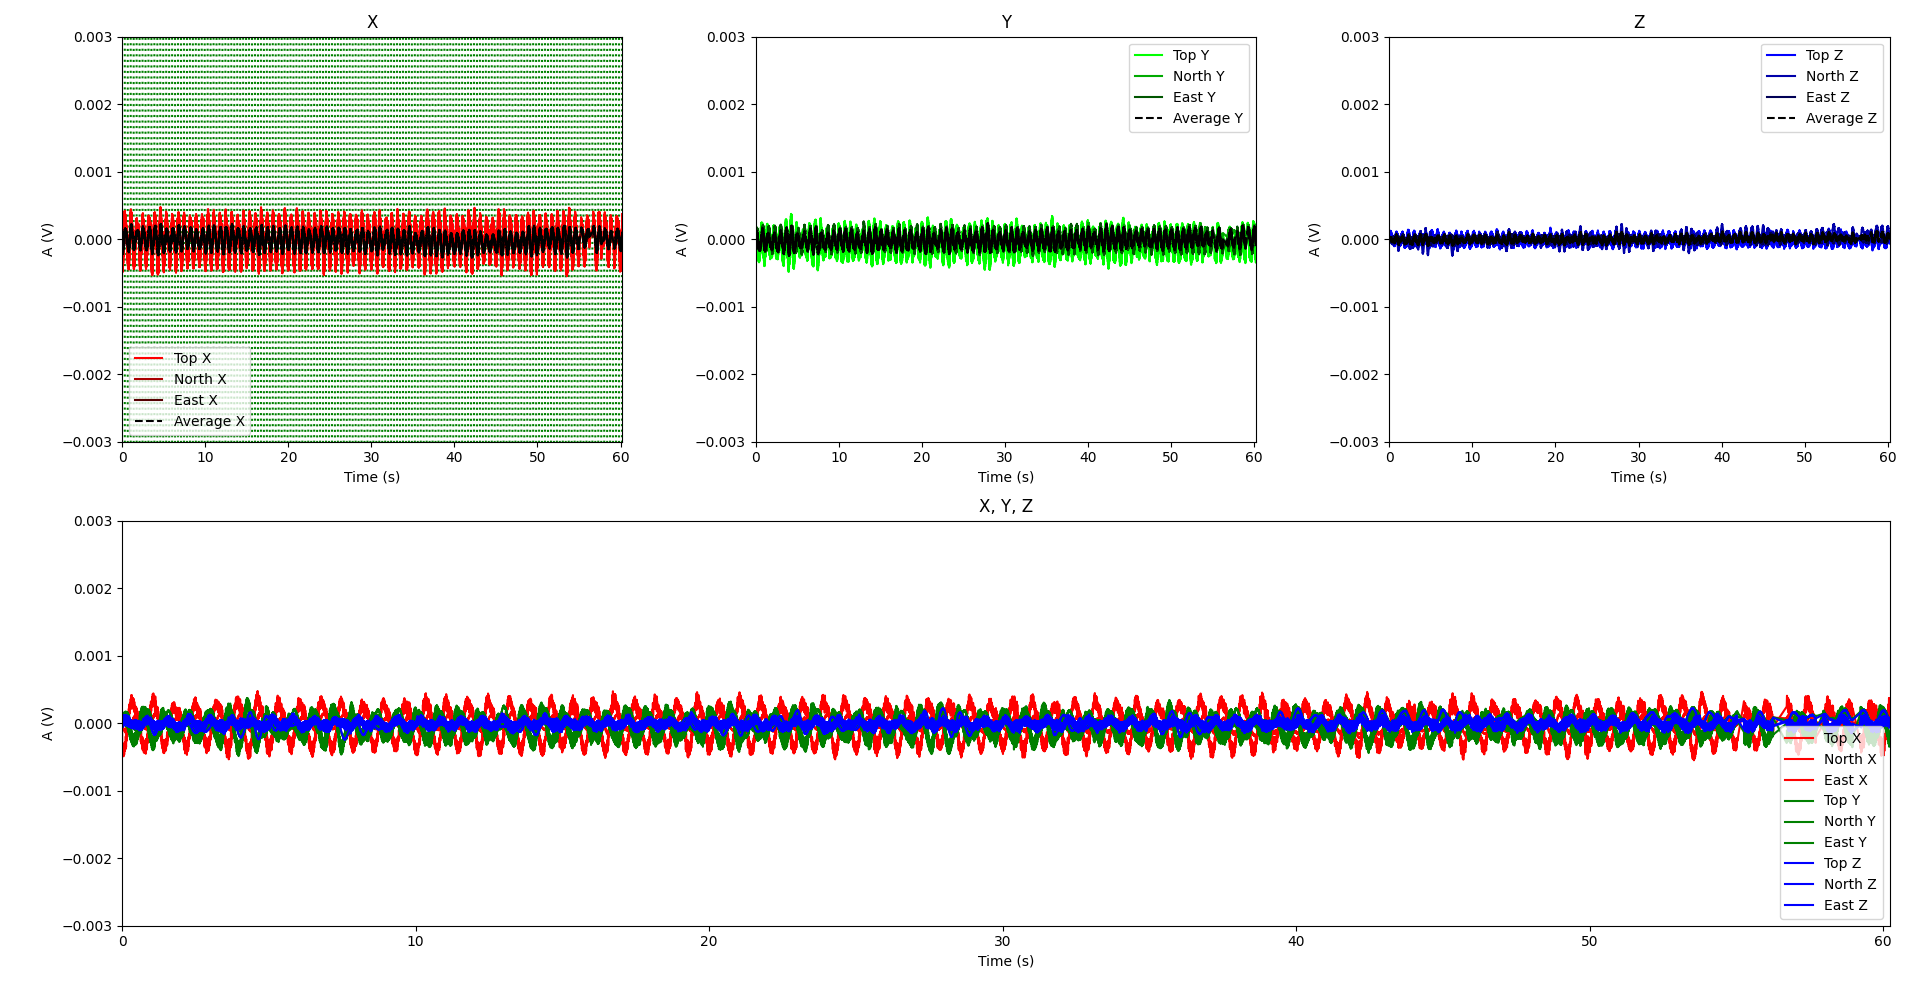 X
0.003
0.002
0.001
0.000
−0.001
−0.002
−0.003
A (V)
0 10 20 30 40 50 60
Time (s)
Top X
North X
East X
Average X
Y
0.003
0.002
0.001
0.000
−0.001
−0.002
−0.003
A (V)
0 10 20 30 40 50 60
Time (s)
Top Y
North Y
East Y
Average Y
Z
0.003
0.002
0.001
0.000
−0.001
−0.002
−0.003
A (V)
0 10 20 30 40 50 60
Time (s)
Top Z
North Z
East Z
Average Z
X, Y, Z
0.003
0.002
0.001
0.000
−0.001
−0.002
−0.003
A (V)
0 10 20 30 40 50 60
Time (s)
Top X
North X
East X
Top Y
North Y
East Y
Top Z
North Z
East Z